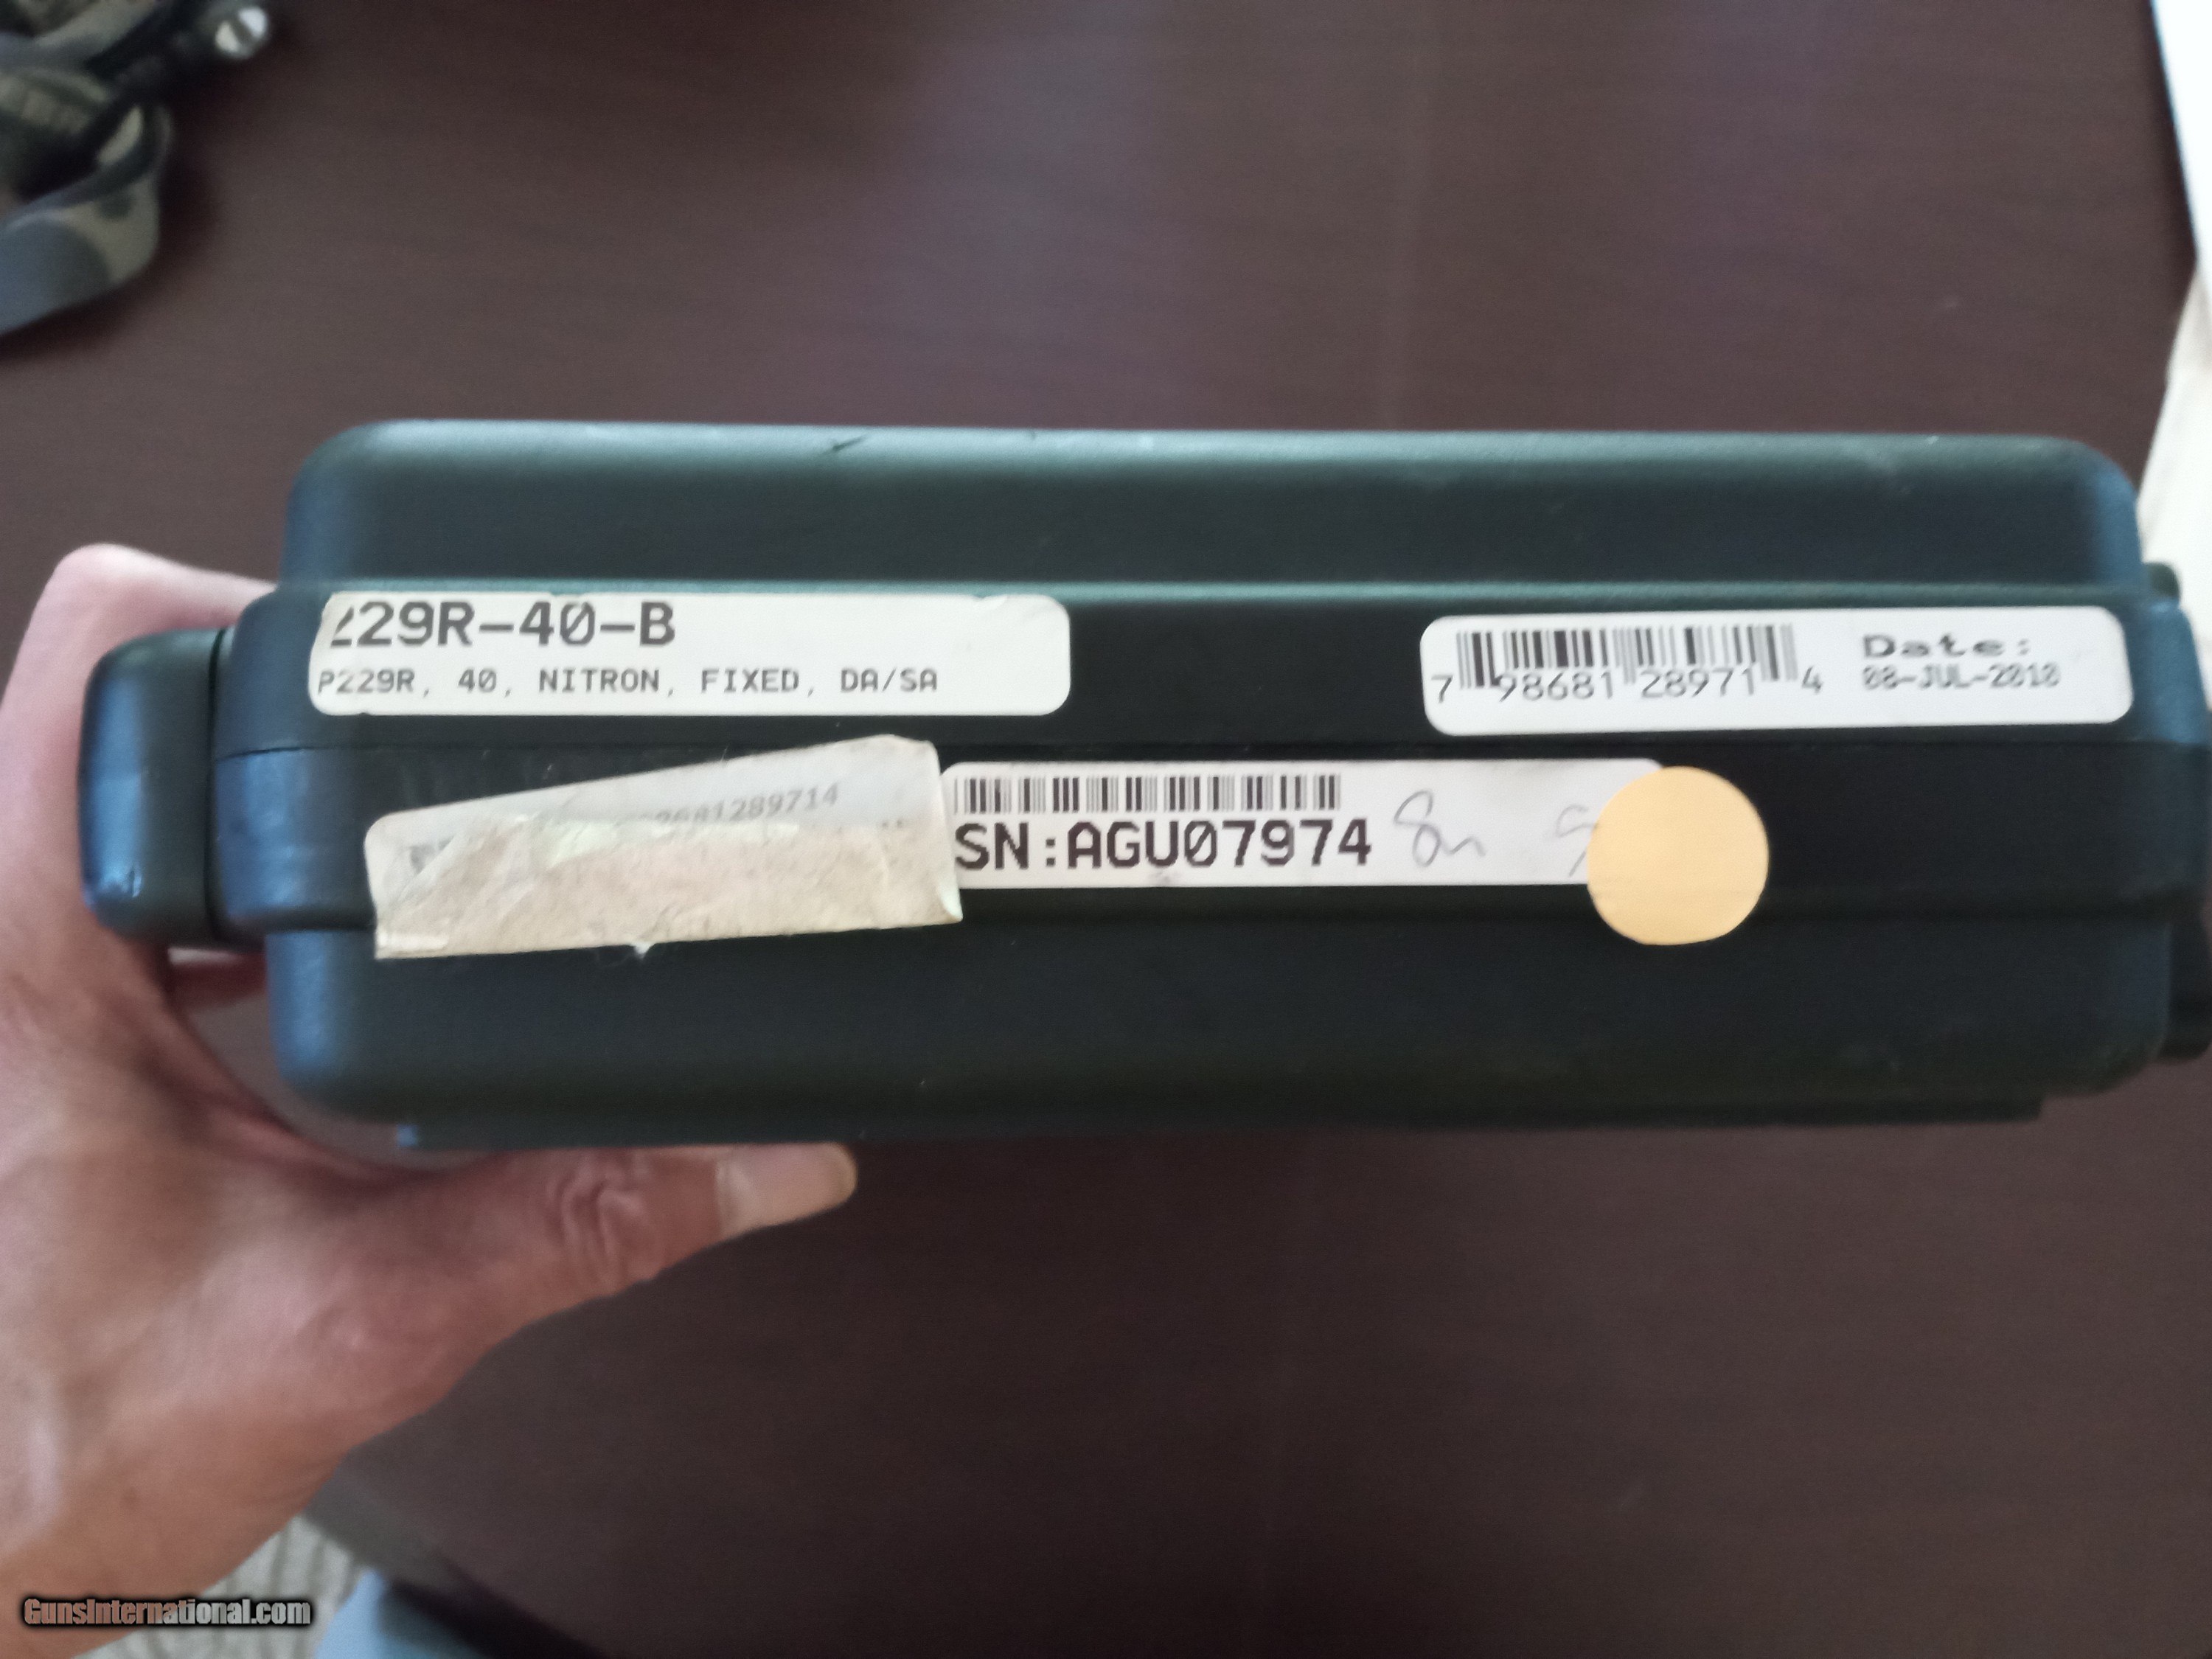 229R-40-B
P229R, 40, NITRON, FIXED, DA/SA
7 98681 28971 4
Date:
08-JUL-2010
81289714
SN:AGU07974
GunsInternational.com